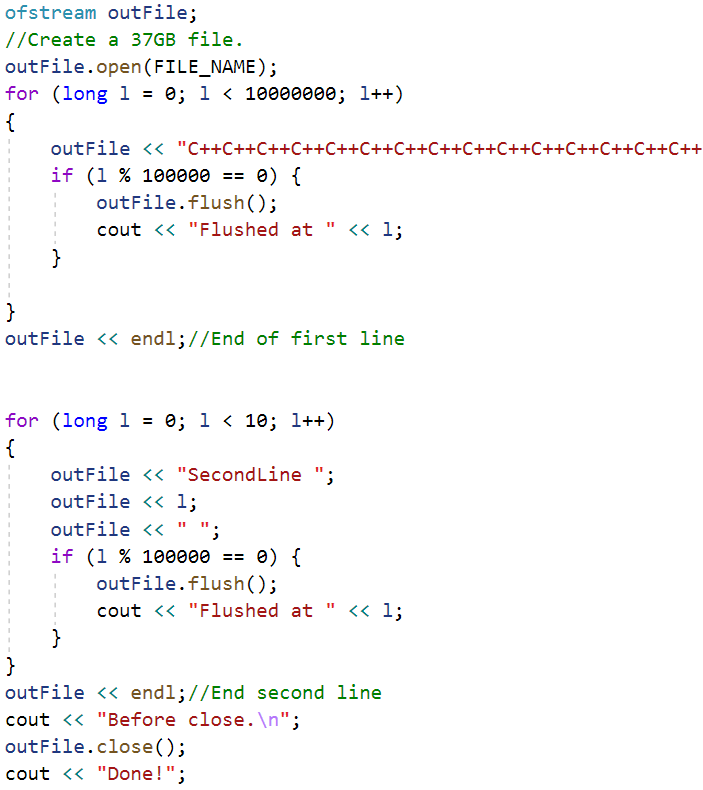 ofstream outFile;
//Create a 37GB file.
outFile.open(FILE_NAME);
for (long l = 0; l < 10000000; l++)
{
    outFile << "C++C++C++C++C++C++C++C++C++C++C++C++C++C++C++
    if (l % 100000 == 0) {
        outFile.flush();
        cout << "Flushed at " << l;
    }
}
outFile << endl;//End of first line
for (long l = 0; l < 10; l++)
{
    outFile << "SecondLine ";
    outFile << l;
    outFile << " ";
    if (l % 100000 == 0) {
        outFile.flush();
        cout << "Flushed at " << l;
    }
}
outFile << endl;//End second line
cout << "Before close.\n";
outFile.close();
cout << "Done!";